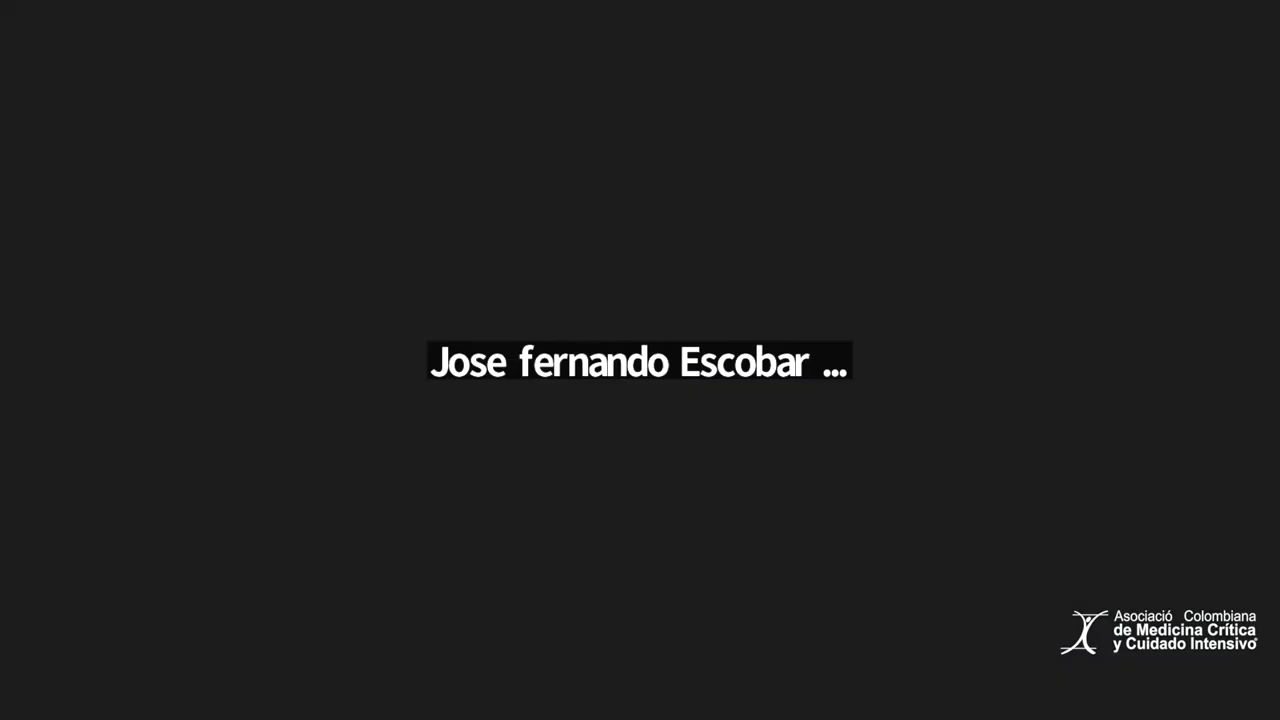 Jose fernando Escobar ...
Asociació Colombiana
de Medicina Crítica
y Cuidado Intensivo